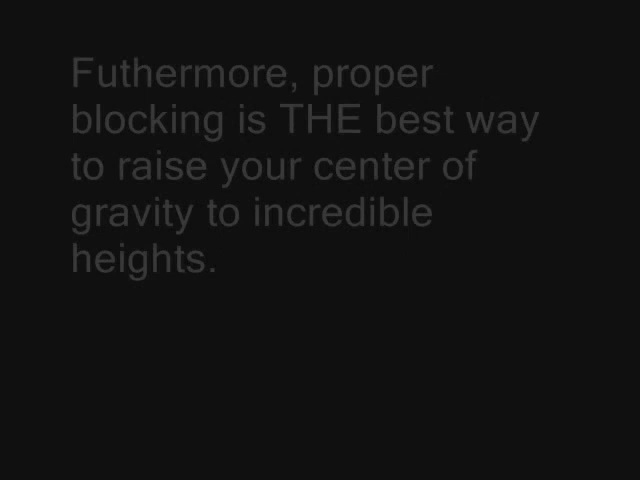 Futhermore, proper
blocking is THE best way
to raise your center of
gravity to incredible
heights.